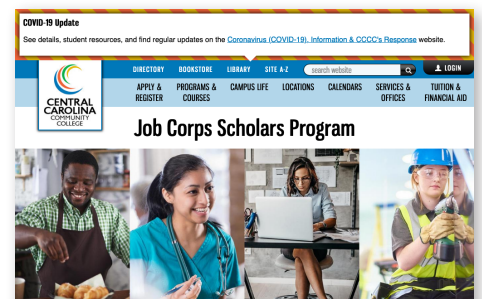 COVID-19 Update
See details, student resources, and find regular updates on the Coronavirus (COVID-19), Information & CCCC's Response website.
DIRECTORY BOOKSTORE LIBRARY SITE A-Z search website LOGIN
CENTRAL
CAROLINA
COMMUNITY
COLLEGE
APPLY &
REGISTER
PROGRAMS &
COURSES
CAMPUS LIFE
LOCATIONS
CALENDARS
SERVICES &
OFFICES
TUITION &
FINANCIAL AID
Job Corps Scholars Program